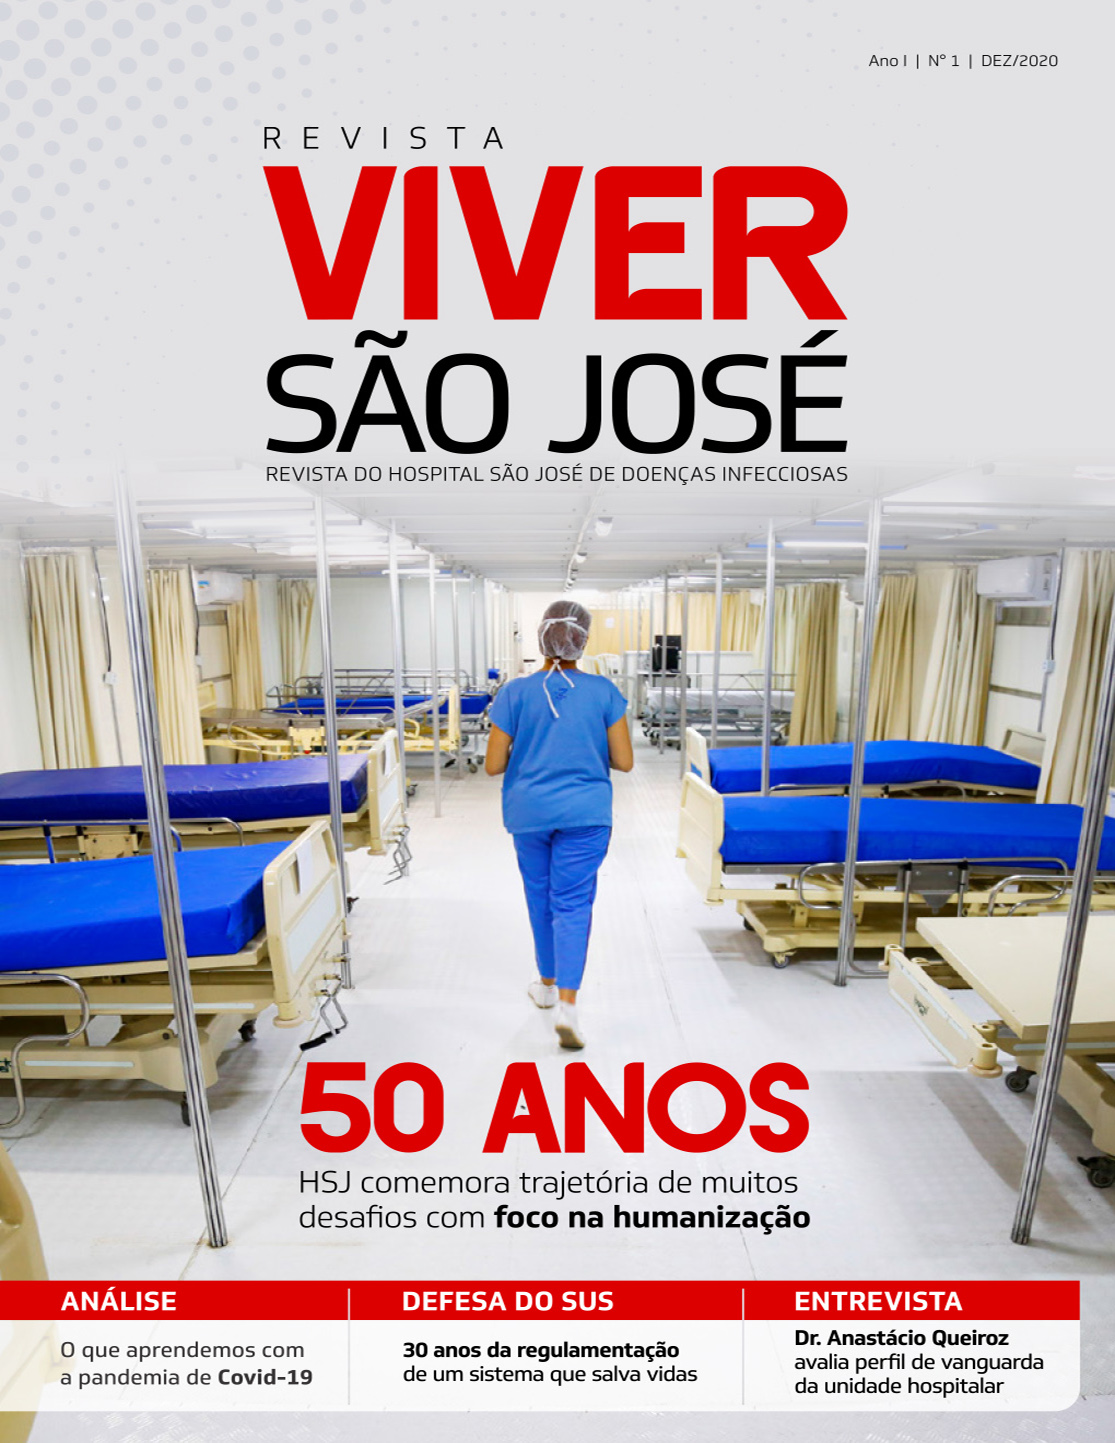 Ano I | N° 1 | DEZ/2020
REVISTA
VIVER
SÃO JOSÉ
REVISTA DO HOSPITAL SÃO JOSÉ DE DOENÇAS INFECCIOSAS
50 ANOS
HSJ comemora trajetória de muitos
desafios com foco na humanização
ANÁLISE
O que aprendemos com
a pandemia de Covid-19
DEFESA DO SUS
30 anos da regulamentação
de um sistema que salva vidas
ENTREVISTA
Dr. Anastácio Queiroz
avalia perfil de vanguarda
da unidade hospitalar